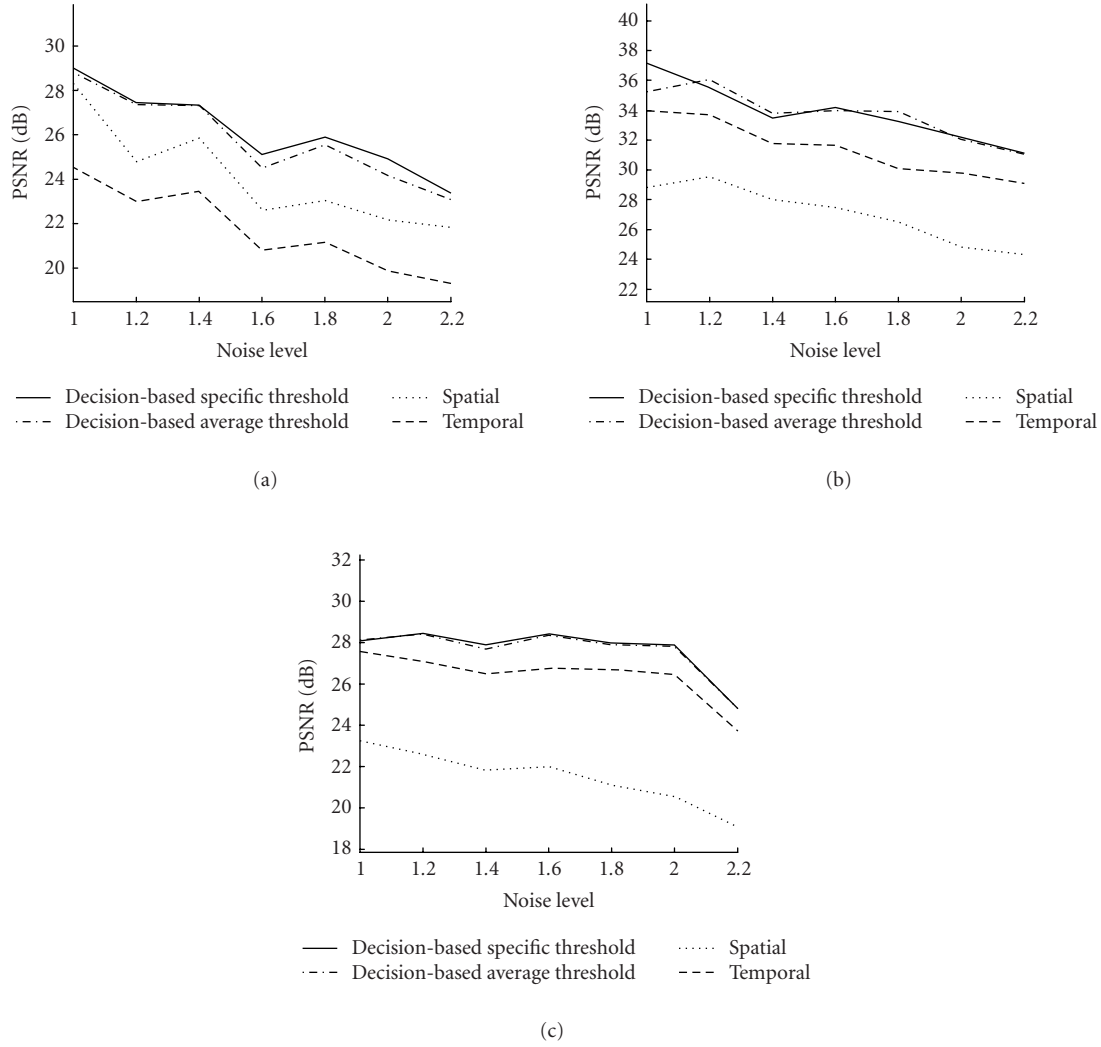 30
28
26
24
22
20
PSNR (dB)
1 1.2 1.4 1.6 1.8 2 2.2
Noise level
Decision-based specific threshold
Decision-based average threshold
Spatial
Temporal
(a)
40
38
36
34
32
30
28
26
24
22
PSNR (dB)
1 1.2 1.4 1.6 1.8 2 2.2
Noise level
Decision-based specific threshold
Decision-based average threshold
Spatial
Temporal
(b)
32
30
28
26
24
22
20
18
PSNR (dB)
1 1.2 1.4 1.6 1.8 2 2.2
Noise level
Decision-based specific threshold
Decision-based average threshold
Spatial
Temporal
(c)